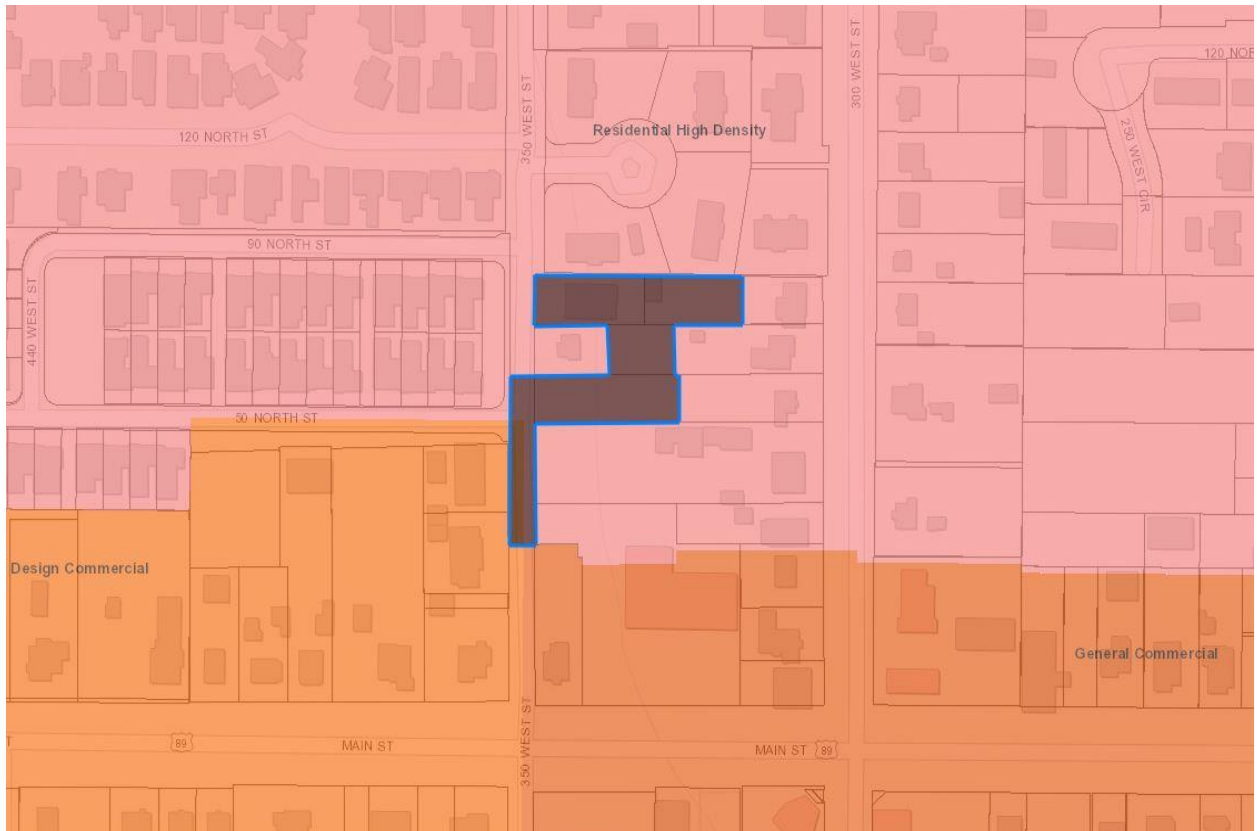 120 NOR
350 WEST ST
300 WEST ST
Residential High Density
120 NORTH ST
250 WEST CIR
90 NORTH ST
440 WEST ST
50 NORTH ST
Design Commercial
General Commercial
350 WEST ST
T
89
MAIN ST
MAIN ST
89